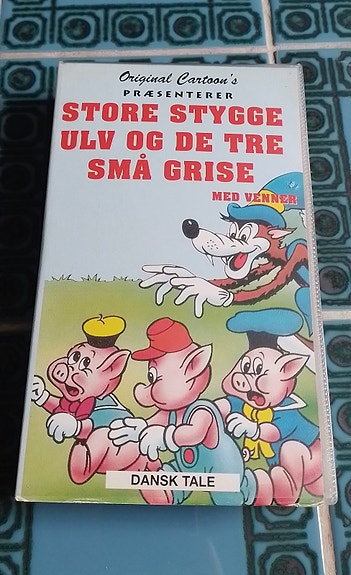 Original Cartoon's
PRÆSENTERER
STORE STYGGE
ULV OG DE TRE
SMÅ GRISE
MED VENNER
DANSK TALE